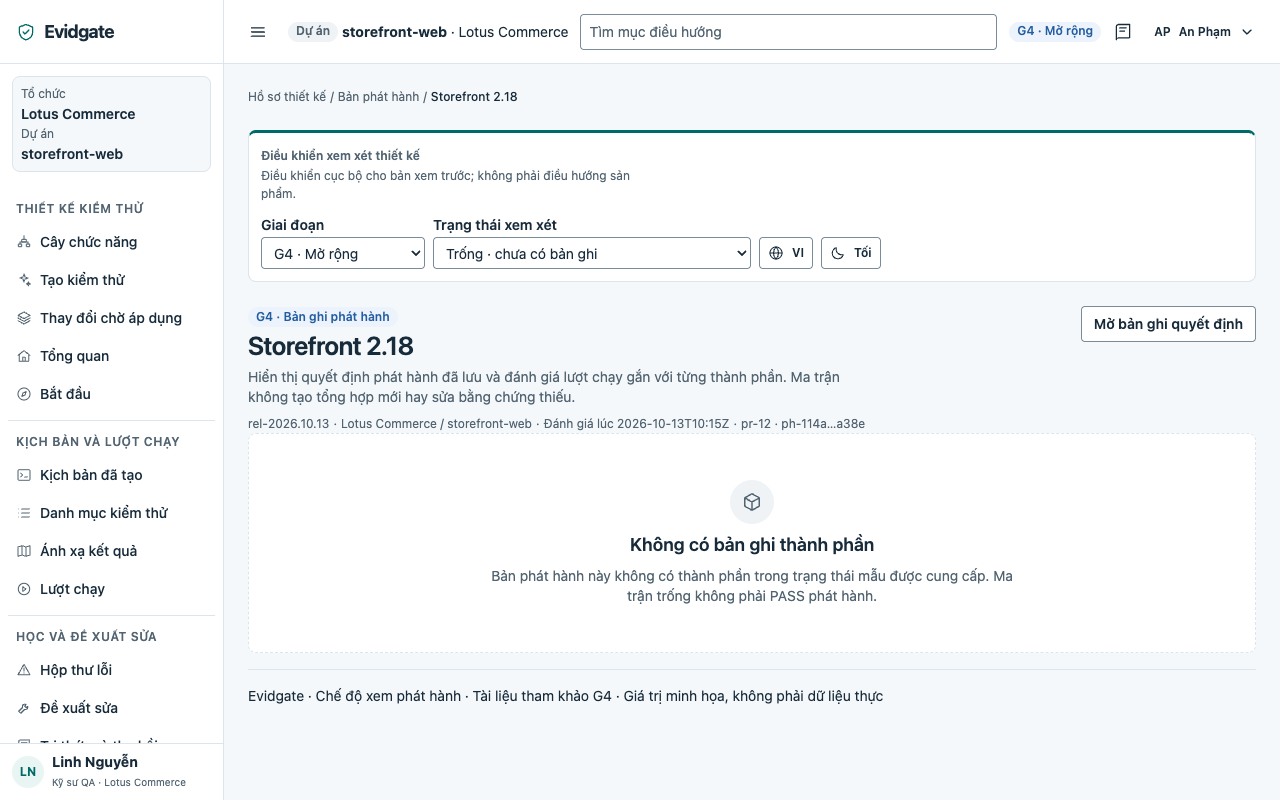 Evidgate
Dự án storefront-web · Lotus Commerce
Tìm mục điều hướng
G4 · Mở rộng
AP An Phạm
Tổ chức
Lotus Commerce
Dự án
storefront-web
THIẾT KẾ KIỂM THỬ
Cây chức năng
Tạo kiểm thử
Thay đổi chờ áp dụng
Tổng quan
Bắt đầu
KỊCH BẢN VÀ LƯỢT CHẠY
Kịch bản đã tạo
Danh mục kiểm thử
Ánh xạ kết quả
Lượt chạy
HỌC VÀ ĐỀ XUẤT SỬA
Hộp thư lỗi
Đề xuất sửa
LN
Linh Nguyễn
Kỹ sư QA · Lotus Commerce
Hồ sơ thiết kế / Bản phát hành / Storefront 2.18
Điều khiển xem xét thiết kế
Điều khiển cục bộ cho bản xem trước; không phải điều hướng sản
phẩm.
Giai đoạn
Trạng thái xem xét
G4 · Mở rộng
Trống · chưa có bản ghi
VI
Tối
G4 · Bản ghi phát hành
Storefront 2.18
Mở bản ghi quyết định
Hiển thị quyết định phát hành đã lưu và đánh giá lượt chạy gắn với từng thành phần. Ma trận
không tạo tổng hợp mới hay sửa bằng chứng thiếu.
rel-2026.10.13 · Lotus Commerce / storefront-web · Đánh giá lúc 2026-10-13T10:15Z · pr-12 · ph-114a…a38e
Không có bản ghi thành phần
Bản phát hành này không có thành phần trong trạng thái mẫu được cung cấp. Ma
trận trống không phải PASS phát hành.
Evidgate · Chế độ xem phát hành · Tài liệu tham khảo G4 · Giá trị minh họa, không phải dữ liệu thực